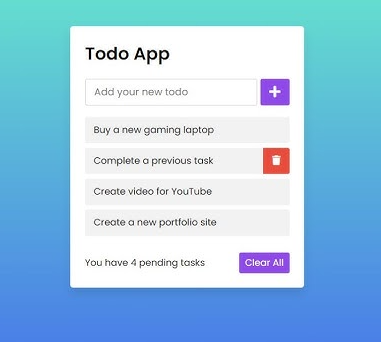 Todo App
Add your new todo
Buy a new gaming laptop
Complete a previous task
Create video for YouTube
Create a new portfolio site
You have 4 pending tasks
Clear All